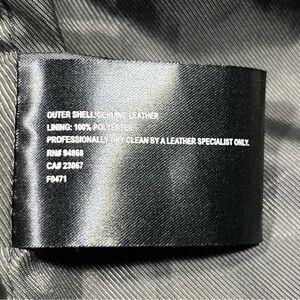 OUTER SHELL: GENUINE LEATHER
LINING: 100% POLYESTER
PROFESSIONALLY DRY CLEAN BY A LEATHER SPECIALIST ONLY.
RN# 94868
CA# 23067
F0471